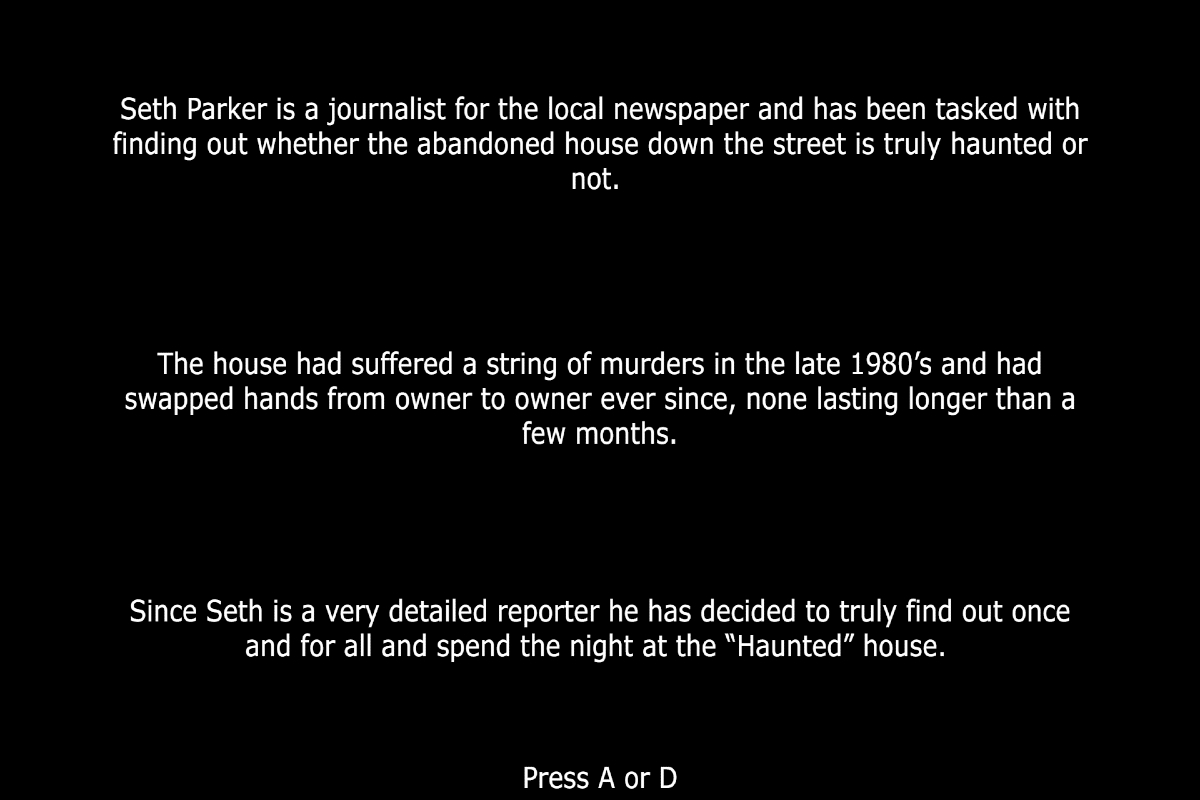 Seth Parker is a journalist for the local newspaper and has been tasked with
finding out whether the abandoned house down the street is truly haunted or
not.
The house had suffered a string of murders in the late 1980’s and had
swapped hands from owner to owner ever since, none lasting longer than a
few months.
Since Seth is a very detailed reporter he has decided to truly find out once
and for all and spend the night at the “Haunted” house.
Press A or D